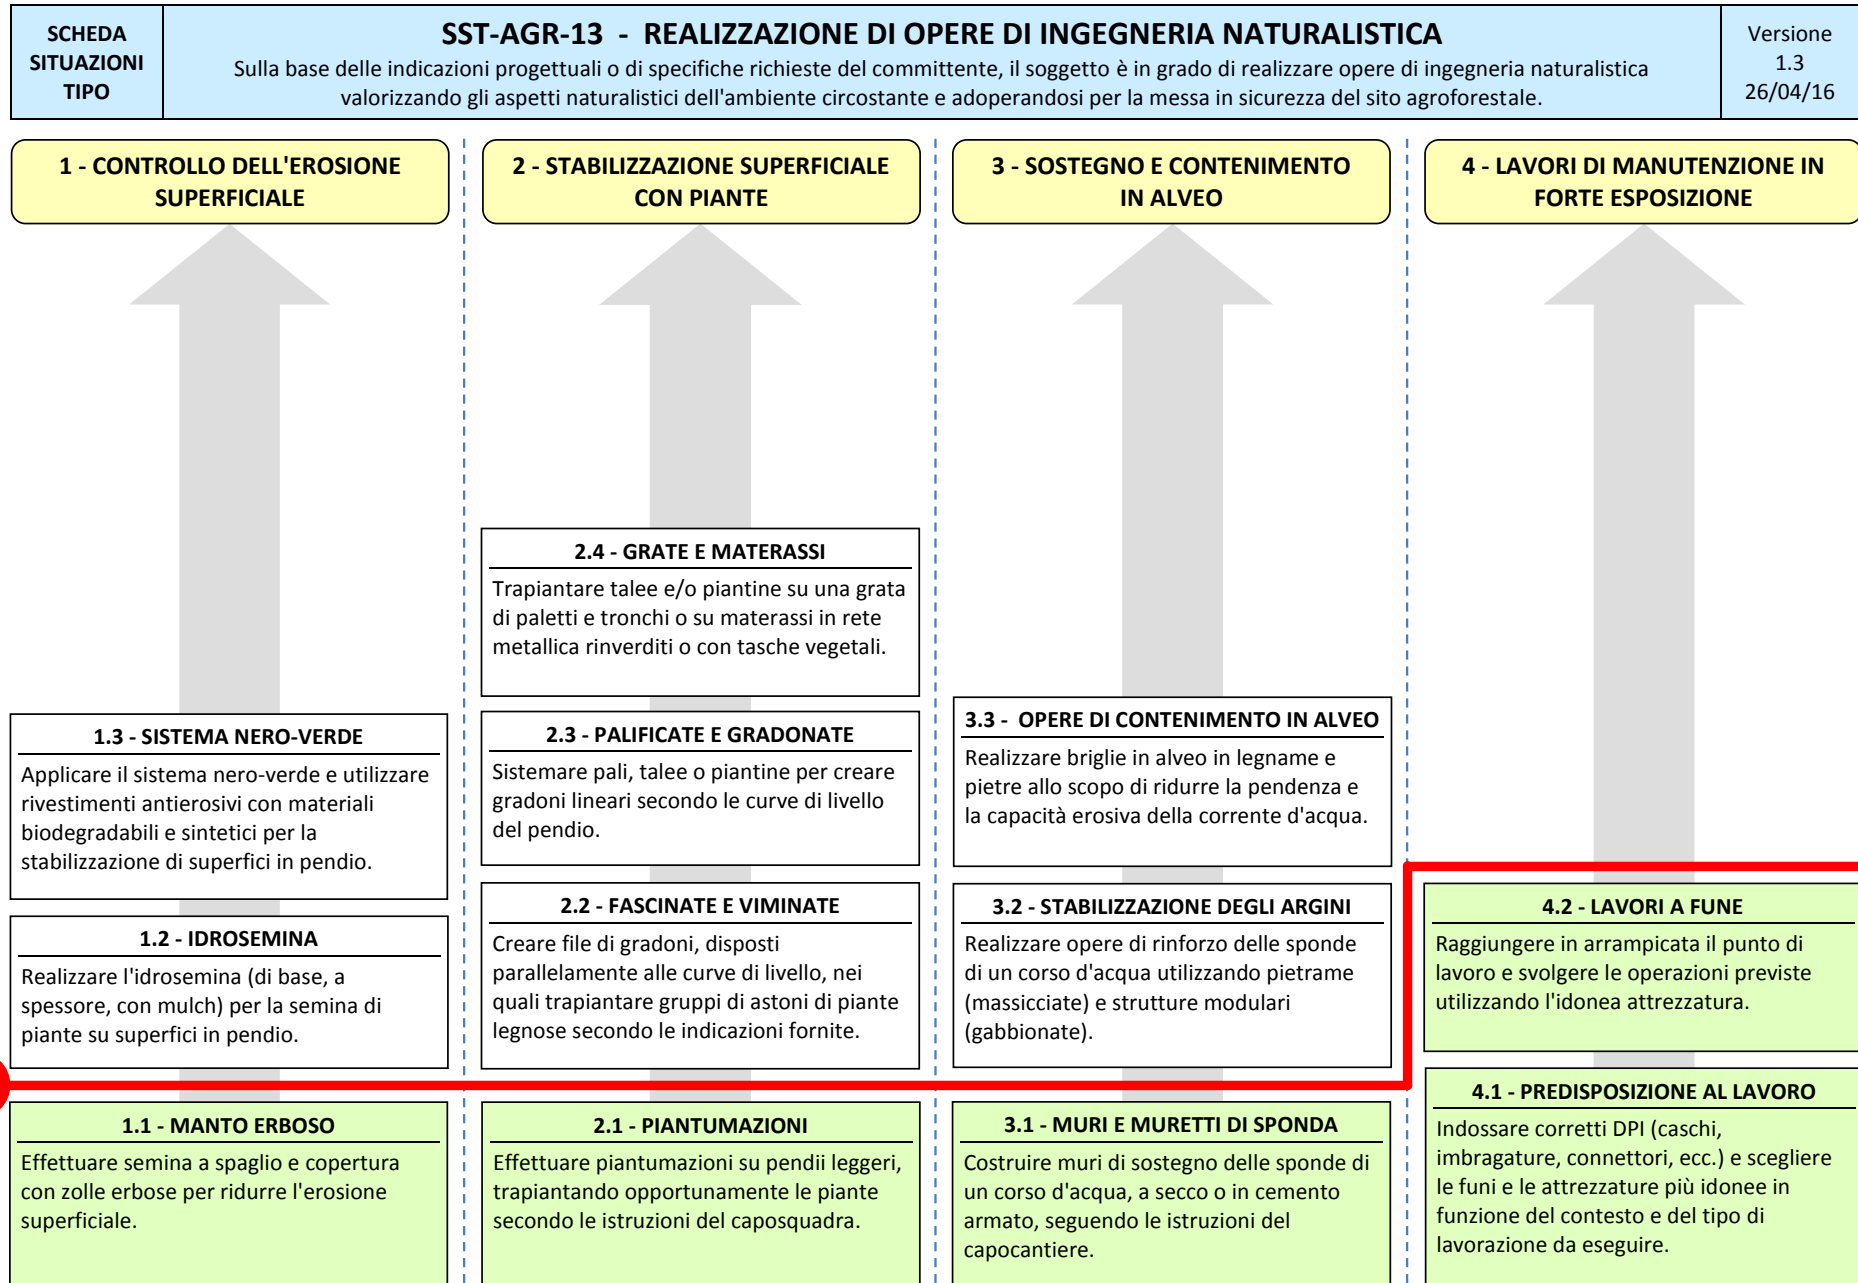 SCHEDA
SITUAZIONI
TIPO
SST-AGR-13 - REALIZZAZIONE DI OPERE DI INGEGNERIA NATURALISTICA
Sulla base delle indicazioni progettuali o di specifiche richieste del committente, il soggetto è in grado di realizzare opere di ingegneria naturalistica
valorizzando gli aspetti naturalistici dell'ambiente circostante e adoperandosi per la messa in sicurezza del sito agroforestale.
Versione
1.3
26/04/16
1 - CONTROLLO DELL'EROSIONE
SUPERFICIALE
1.3 - SISTEMA NERO-VERDE
Applicare il sistema nero-verde e utilizzare
rivestimenti antierosivi con materiali
biodegradabili e sintetici per la
stabilizzazione di superfici in pendio.
1.2 - IDROSEMINA
Realizzare l'idrosemina (di base, a
spessore, con mulch) per la semina di
piante su superfici in pendio.
1.1 - MANTO ERBOSO
Effettuare semina a spaglio e copertura
con zolle erbose per ridurre l'erosione
superficiale.
2 - STABILIZZAZIONE SUPERFICIALE
CON PIANTE
2.4 - GRATE E MATERASSI
Trapiantare talee e/o piantine su una grata
di paletti e tronchi o su materassi in rete
metallica rinverditi o con tasche vegetali.
2.3 - PALIFICATE E GRADONATE
Sistemare pali, talee o piantine per creare
gradoni lineari secondo le curve di livello
del pendio.
2.2 - FASCINATE E VIMINATE
Creare file di gradoni, disposti
parallelamente alle curve di livello, nei
quali trapiantare gruppi di astoni di piante
legnose secondo le indicazioni fornite.
2.1 - PIANTUMAZIONI
Effettuare piantumazioni su pendii leggeri,
trapiantando opportunamente le piante
secondo le istruzioni del caposquadra.
3 - SOSTEGNO E CONTENIMENTO
IN ALVEO
3.3 - OPERE DI CONTENIMENTO IN ALVEO
Realizzare briglie in alveo in legname e
pietre allo scopo di ridurre la pendenza e
la capacità erosiva della corrente d'acqua.
3.2 - STABILIZZAZIONE DEGLI ARGINI
Realizzare opere di rinforzo delle sponde
di un corso d'acqua utilizzando pietrame
(massicciate) e strutture modulari
(gabbionate).
3.1 - MURI E MURETTI DI SPONDA
Costruire muri di sostegno delle sponde di
un corso d'acqua, a secco o in cemento
armato, seguendo le istruzioni del
capocantiere.
4 - LAVORI DI MANUTENZIONE IN
FORTE ESPOSIZIONE
4.2 - LAVORI A FUNE
Raggiungere in arrampicata il punto di
lavoro e svolgere le operazioni previste
utilizzando l'idonea attrezzatura.
4.1 - PREDISPOSIZIONE AL LAVORO
Indossare corretti DPI (caschi,
imbragature, connettori, ecc.) e scegliere
le funi e le attrezzature più idonee in
funzione del contesto e del tipo di
lavorazione da eseguire.